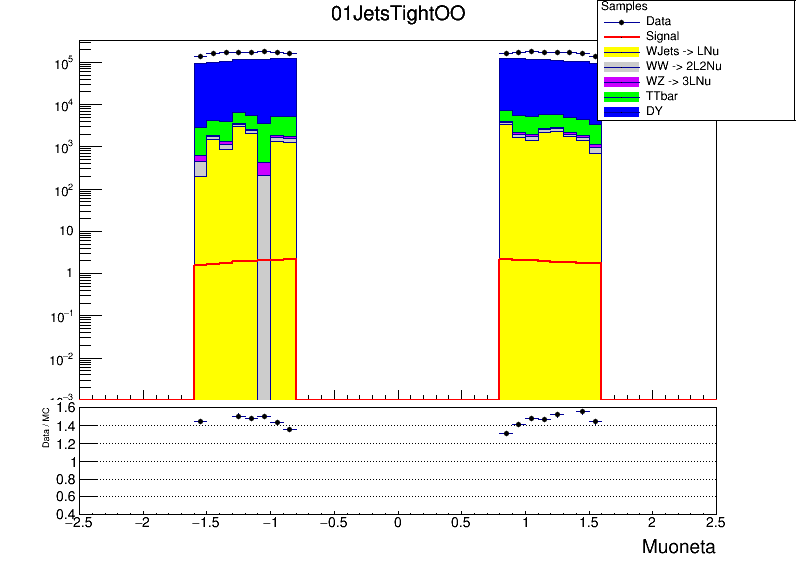 01JetsTightOO
Samples
Data
Signal
WJets -> LNu
WW -> 2L2Nu
WZ -> 3LNu
TTbar
DY
10^5
10^4
10^3
10^2
10
1
10^-1
10^-2
10^-3
Data / MC
1.6
1.4
1.2
1
0.8
0.6
0.4
−2.5 −2 −1.5 −1 −0.5 0 0.5 1 1.5 2 2.5
Muoneta